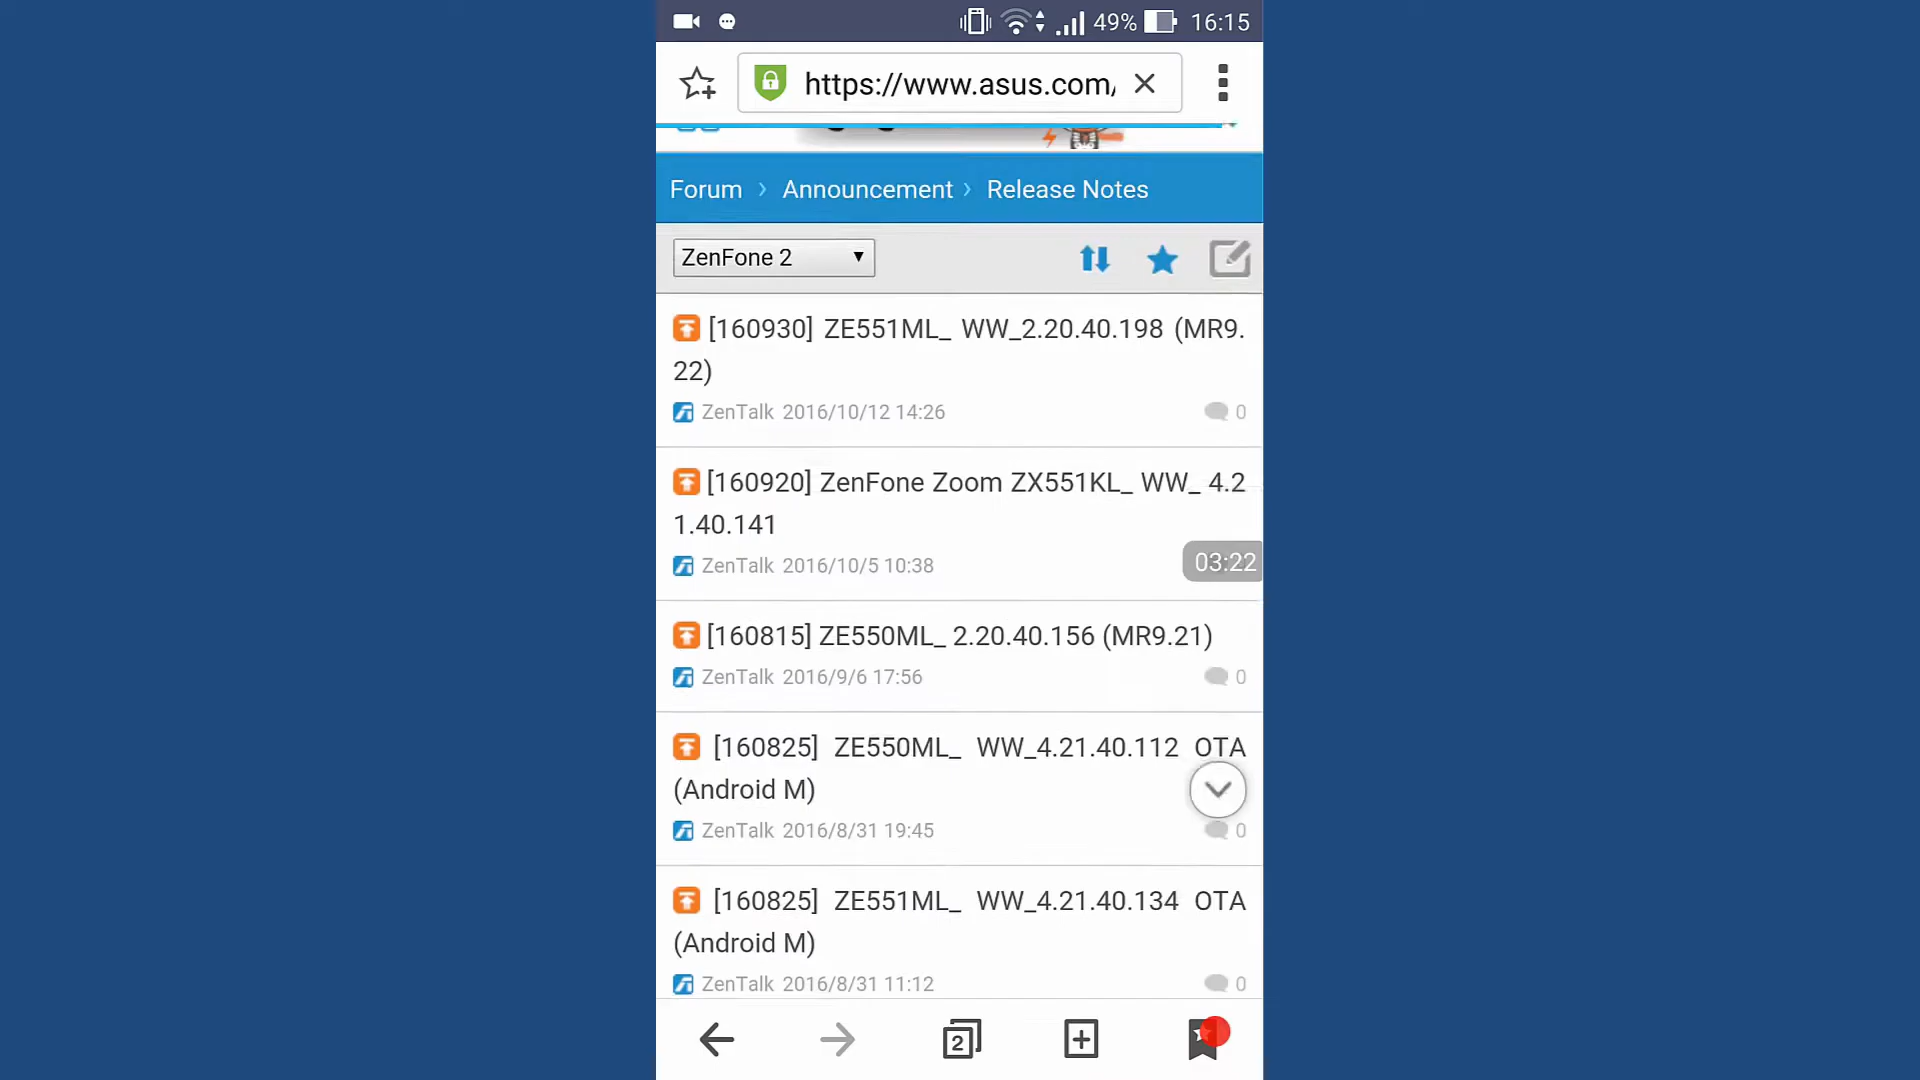 49% 16:15
https://www.asus.com/
Forum › Announcement › Release Notes
ZenFone 2 ▼
[160930] ZE551ML_ WW_2.20.40.198 (MR9.
22)
ZenTalk 2016/10/12 14:26 0
[160920] ZenFone Zoom ZX551KL_ WW_ 4.2
1.40.141
ZenTalk 2016/10/5 10:38
03:22
[160815] ZE550ML_ 2.20.40.156 (MR9.21)
ZenTalk 2016/9/6 17:56 0
[160825] ZE550ML_ WW_4.21.40.112 OTA
(Android M)
ZenTalk 2016/8/31 19:45 0
[160825] ZE551ML_ WW_4.21.40.134 OTA
(Android M)
ZenTalk 2016/8/31 11:12 0
2